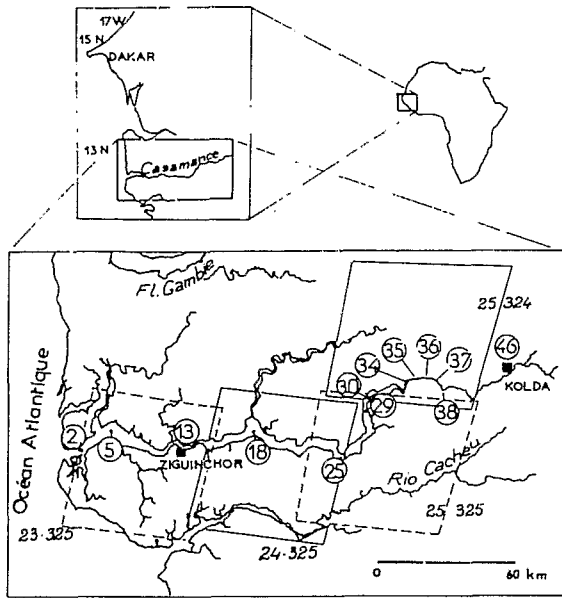 17W
15 N
DAKAR
13 N
Casamance
Fl. Gambie
25 324
Océan Atlantique
36
35
37
46
34
KOLDA
30
29
38
2
5
13
ZIGUINCHOR
18
25
Rio Cacheu
23-325
24-325
25 325
0
60 km